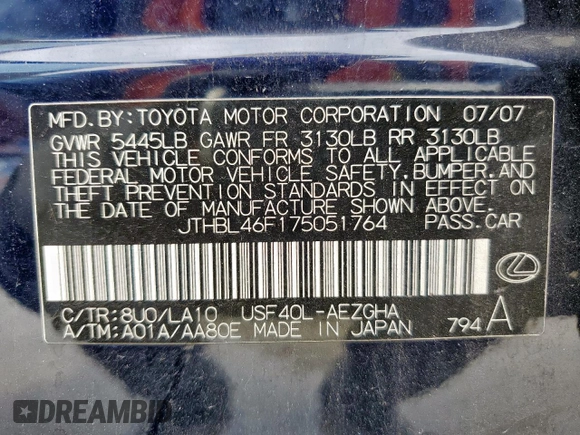 MFD.BY:TOYOTA MOTOR CORPORATION 07/07
GVWR 5445LB GAWR FR 3130LB RR 3130LB
THIS VEHICLE CONFORMS TO ALL APPLICABLE
FEDERAL MOTOR VEHICLE SAFETY,BUMPER,AND
THEFT PREVENTION STANDARDS IN EFFECT ON
THE DATE OF MANUFACTURE SHOWN ABOVE.
JTHBL46F175051764 PASS.CAR
C/TR:8U0/LA10 USF40L-AEZGHA
A/TM:A01A/AA80E MADE IN JAPAN 794 A
DREAMBID